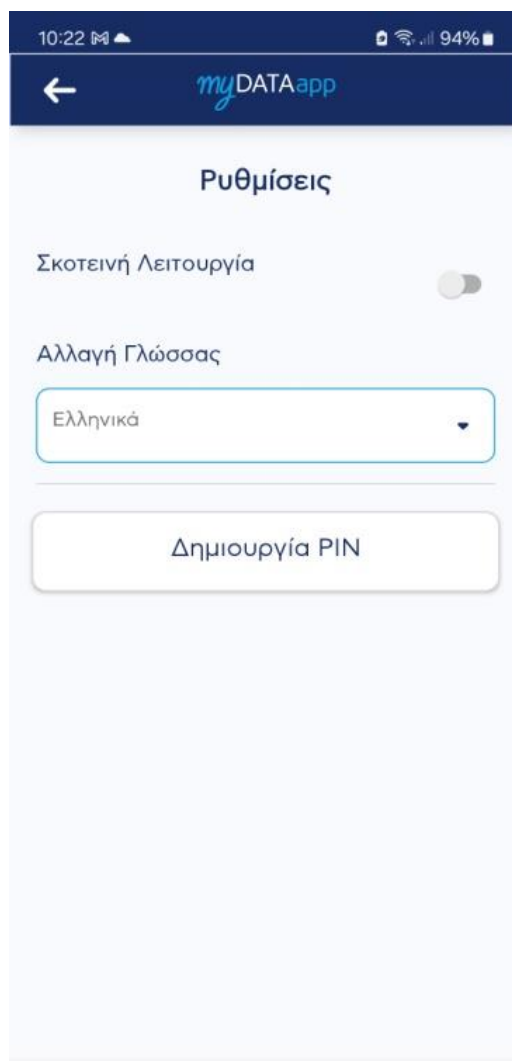 10:22 94%
myDATAapp
Ρυθμίσεις
Σκοτεινή Λειτουργία
Αλλαγή Γλώσσας
Ελληνικά
Δημιουργία PIN